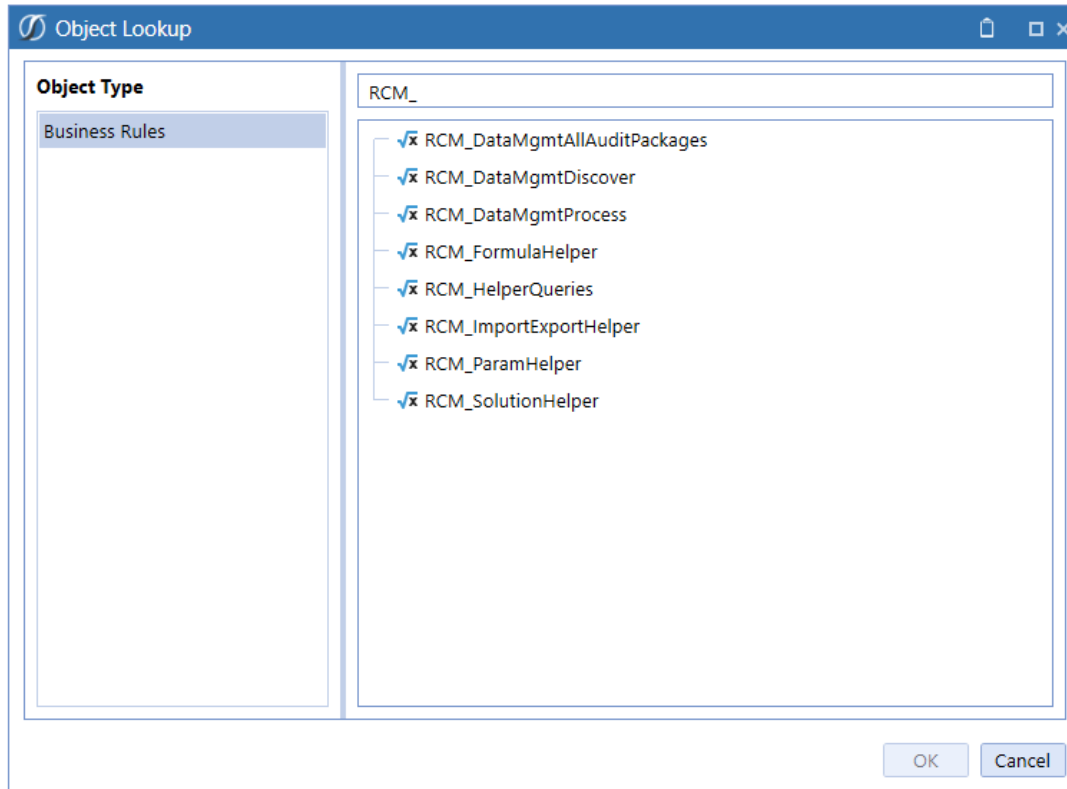 Object Lookup
Object Type
Business Rules
RCM_
RCM_DataMgmtAllAuditPackages
RCM_DataMgmtDiscover
RCM_DataMgmtProcess
RCM_FormulaHelper
RCM_HelperQueries
RCM_ImportExportHelper
RCM_ParamHelper
RCM_SolutionHelper
OK
Cancel